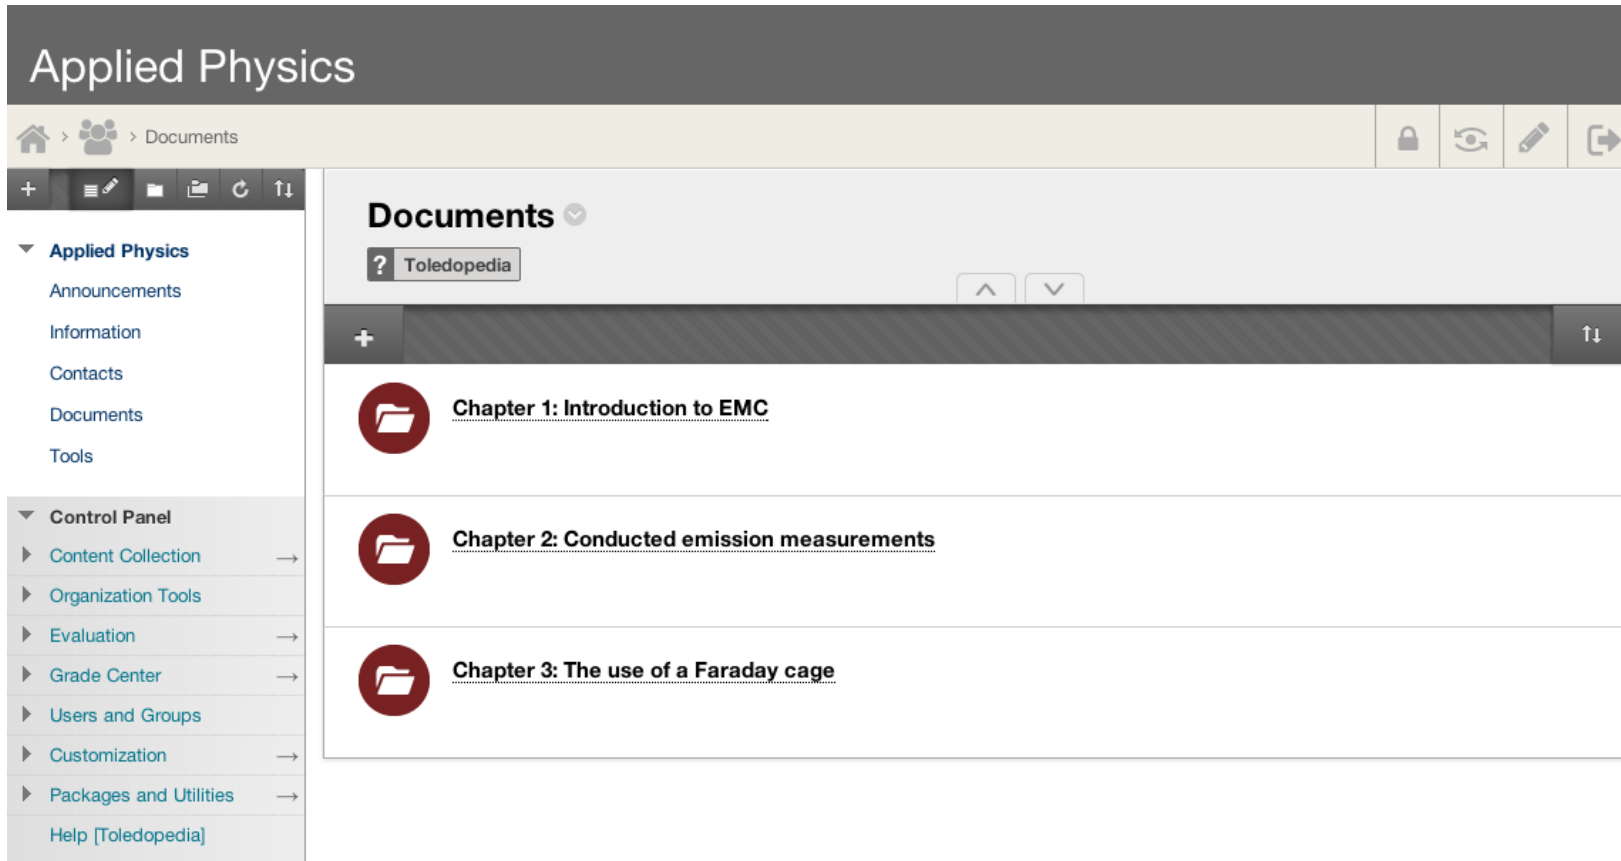 Applied Physics
Documents
Applied Physics
Announcements
Information
Contacts
Documents
Tools
Control Panel
Content Collection
Organization Tools
Evaluation
Grade Center
Users and Groups
Customization
Packages and Utilities
Help [Toledopedia]
Documents
? Toledopedia
Chapter 1: Introduction to EMC
Chapter 2: Conducted emission measurements
Chapter 3: The use of a Faraday cage